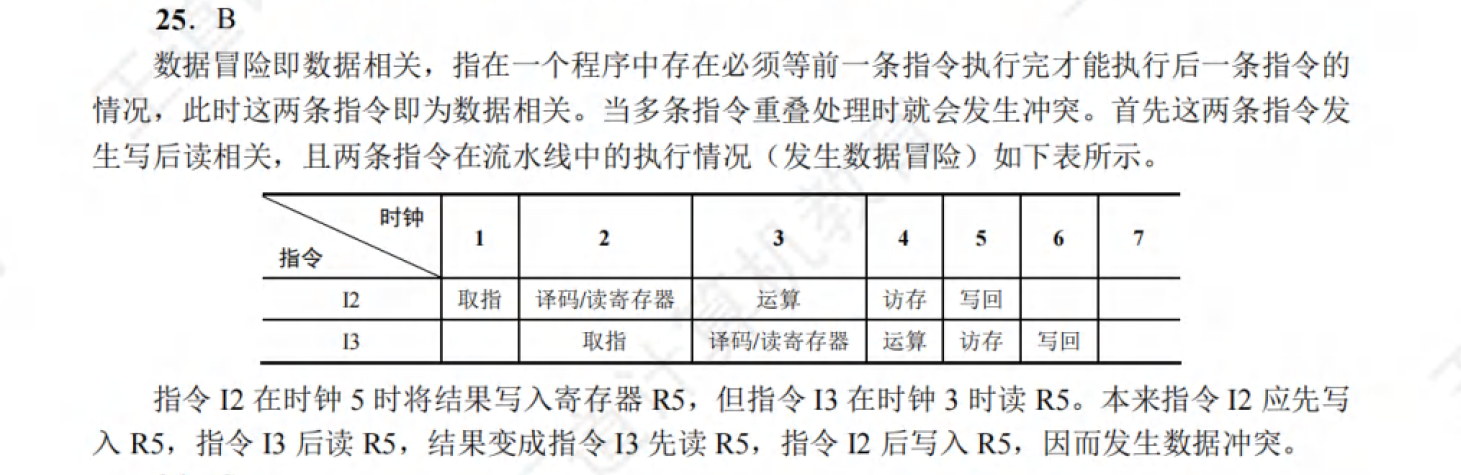 25. B
数据冒险即数据相关，指在一个程序中存在必须等前一条指令执行完才能执行后一条指令的
情况，此时这两条指令即为数据相关。当多条指令重叠处理时就会发生冲突。首先这两条指令发
生写后读相关，且两条指令在流水线中的执行情况（发生数据冒险）如下表所示。
时钟
指令 1 2 3 4 5 6 7
I2 取指 译码/读寄存器 运算 访存 写回
I3 取指 译码/读寄存器 运算 访存 写回
指令 I2 在时钟 5 时将结果写入寄存器 R5，但指令 I3 在时钟 3 时读 R5。本来指令 I2 应先写
入 R5，指令 I3 后读 R5，结果变成指令 I3 先读 R5，指令 I2 后写入 R5，因而发生数据冲突。